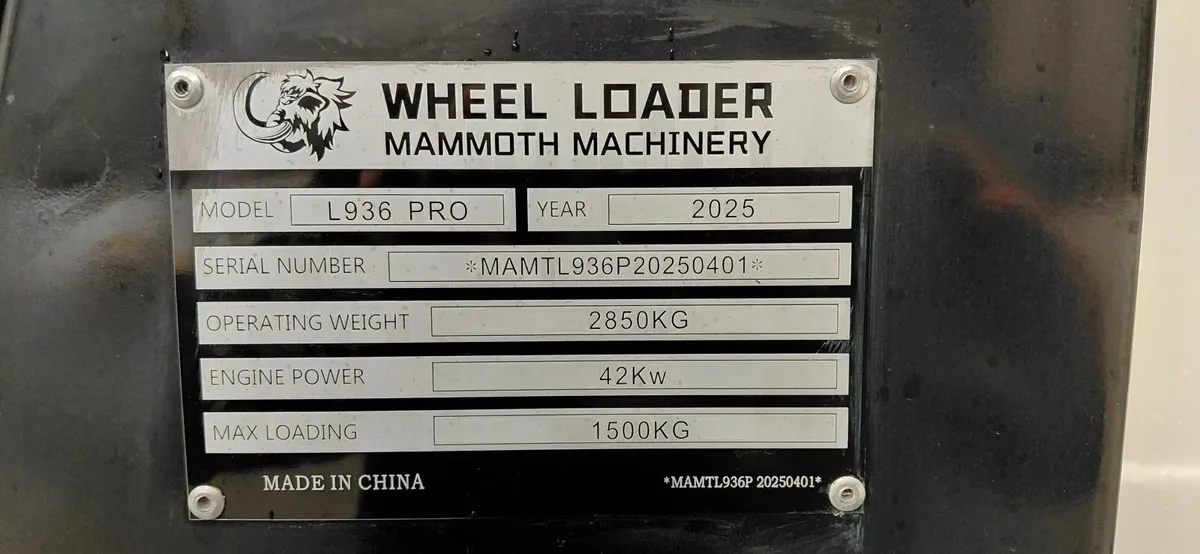 WHEEL LOADER
MAMMOTH MACHINERY
MODEL L936 PRO YEAR 2025
SERIAL NUMBER *MAMTL936P20250401*
OPERATING WEIGHT 2850KG
ENGINE POWER 42Kw
MAX LOADING 1500KG
MADE IN CHINA *MAMTL936P 20250401*